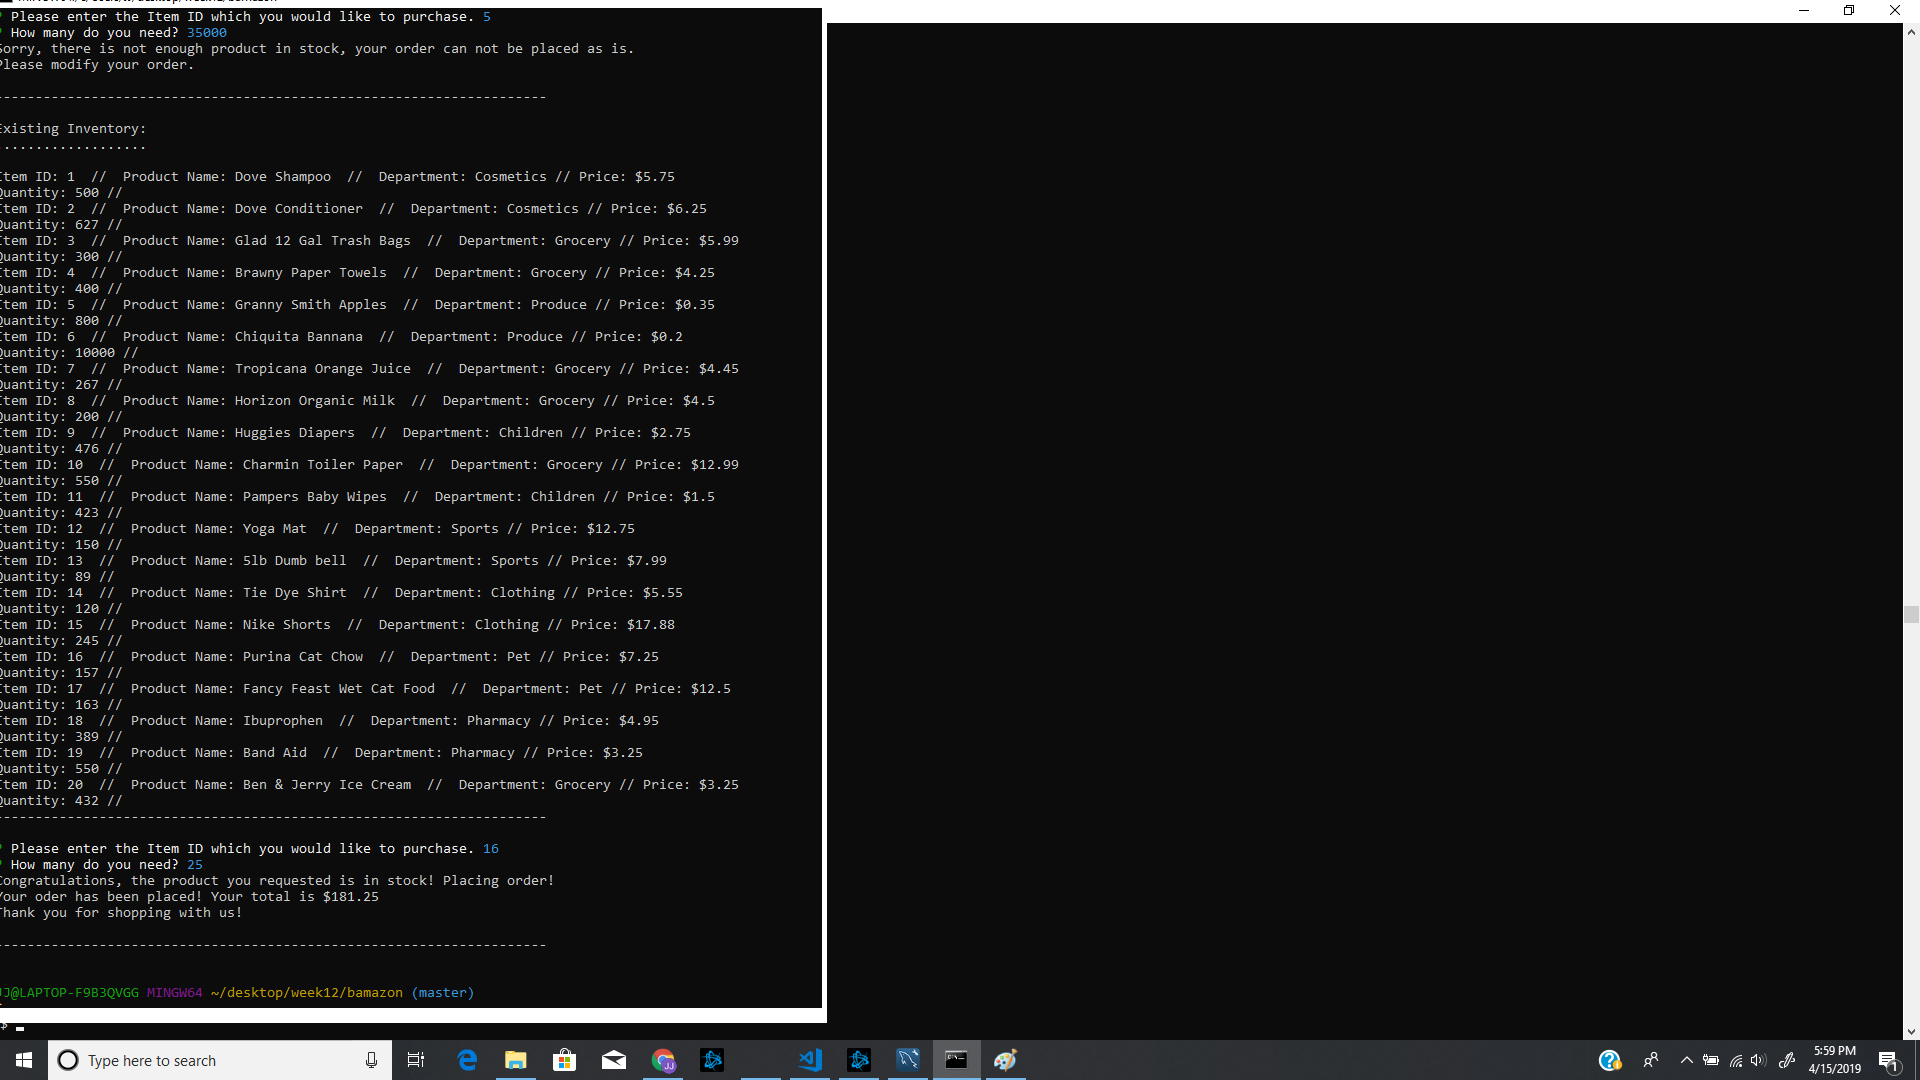 ? Please enter the Item ID which you would like to purchase. 5
? How many do you need? 35000
Sorry, there is not enough product in stock, your order can not be placed as is.
Please modify your order.
---------------------------------------------------------------------
Existing Inventory:
...................
Item ID: 1  //  Product Name: Dove Shampoo  //  Department: Cosmetics // Price: $5.75
Quantity: 500 //
Item ID: 2  //  Product Name: Dove Conditioner  //  Department: Cosmetics // Price: $6.25
Quantity: 627 //
Item ID: 3  //  Product Name: Glad 12 Gal Trash Bags  //  Department: Grocery // Price: $5.99
Quantity: 300 //
Item ID: 4  //  Product Name: Brawny Paper Towels  //  Department: Grocery // Price: $4.25
Quantity: 400 //
Item ID: 5  //  Product Name: Granny Smith Apples  //  Department: Produce // Price: $0.35
Quantity: 800 //
Item ID: 6  //  Product Name: Chiquita Bannana  //  Department: Produce // Price: $0.2
Quantity: 10000 //
Item ID: 7  //  Product Name: Tropicana Orange Juice  //  Department: Grocery // Price: $4.45
Quantity: 267 //
Item ID: 8  //  Product Name: Horizon Organic Milk  //  Department: Grocery // Price: $4.5
Quantity: 200 //
Item ID: 9  //  Product Name: Huggies Diapers  //  Department: Children // Price: $2.75
Quantity: 476 //
Item ID: 10  //  Product Name: Charmin Toiler Paper  //  Department: Grocery // Price: $12.99
Quantity: 550 //
Item ID: 11  //  Product Name: Pampers Baby Wipes  //  Department: Children // Price: $1.5
Quantity: 423 //
Item ID: 12  //  Product Name: Yoga Mat  //  Department: Sports // Price: $12.75
Quantity: 150 //
Item ID: 13  //  Product Name: 5lb Dumb bell  //  Department: Sports // Price: $7.99
Quantity: 89 //
Item ID: 14  //  Product Name: Tie Dye Shirt  //  Department: Clothing // Price: $5.55
Quantity: 120 //
Item ID: 15  //  Product Name: Nike Shorts  //  Department: Clothing // Price: $17.88
Quantity: 245 //
Item ID: 16  //  Product Name: Purina Cat Chow  //  Department: Pet // Price: $7.25
Quantity: 157 //
Item ID: 17  //  Product Name: Fancy Feast Wet Cat Food  //  Department: Pet // Price: $12.5
Quantity: 163 //
Item ID: 18  //  Product Name: Ibuprophen  //  Department: Pharmacy // Price: $4.95
Quantity: 389 //
Item ID: 19  //  Product Name: Band Aid  //  Department: Pharmacy // Price: $3.25
Quantity: 550 //
Item ID: 20  //  Product Name: Ben & Jerry Ice Cream  //  Department: Grocery // Price: $3.25
Quantity: 432 //
---------------------------------------------------------------------
? Please enter the Item ID which you would like to purchase. 16
? How many do you need? 25
Congratulations, the product you requested is in stock! Placing order!
Your oder has been placed! Your total is $181.25
Thank you for shopping with us!
---------------------------------------------------------------------
JJ@LAPTOP-F9B3QVGG MINGW64 ~/desktop/week12/bamazon (master)
$
Type here to search
JJ
5:59 PM
4/15/2019
1